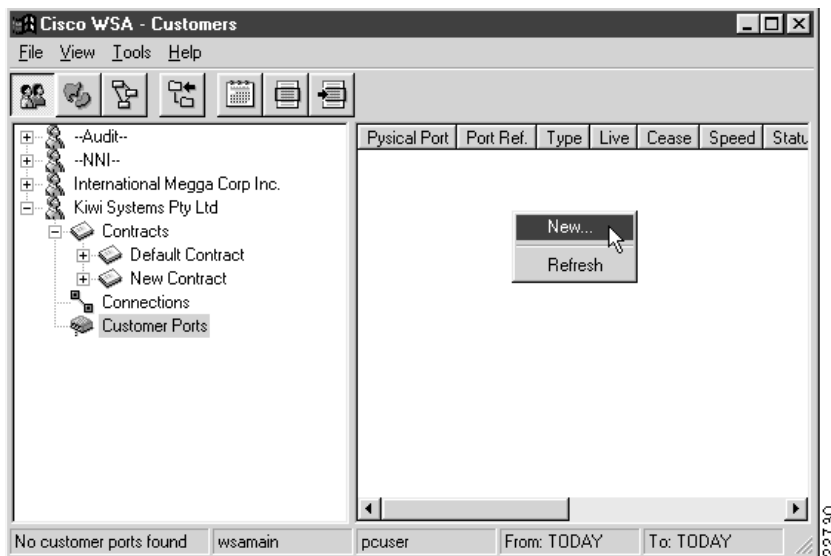 Cisco WSA - Customers
File View Tools Help
--Audit--
--NNI--
International Megga Corp Inc.
Kiwi Systems Pty Ltd
Contracts
Default Contract
New Contract
Connections
Customer Ports
Pysical Port Port Ref. Type Live Cease Speed Statu
New...
Refresh
No customer ports found wsamain pcuser From: TODAY To: TODAY